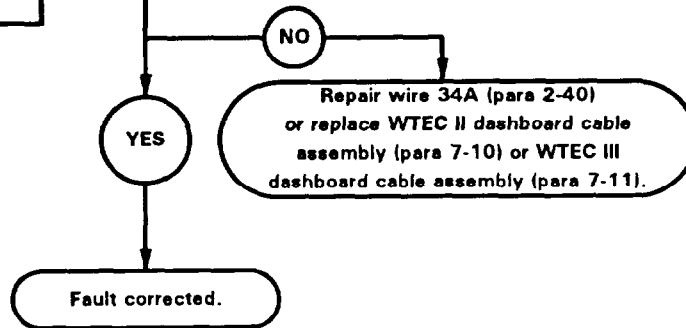 NO
YES
Repair wire 34A (para 2-40)
or replace WTEC II dashboard cable
assembly (para 7-10) or WTEC III
dashboard cable assembly (para 7-11).
Fault corrected.